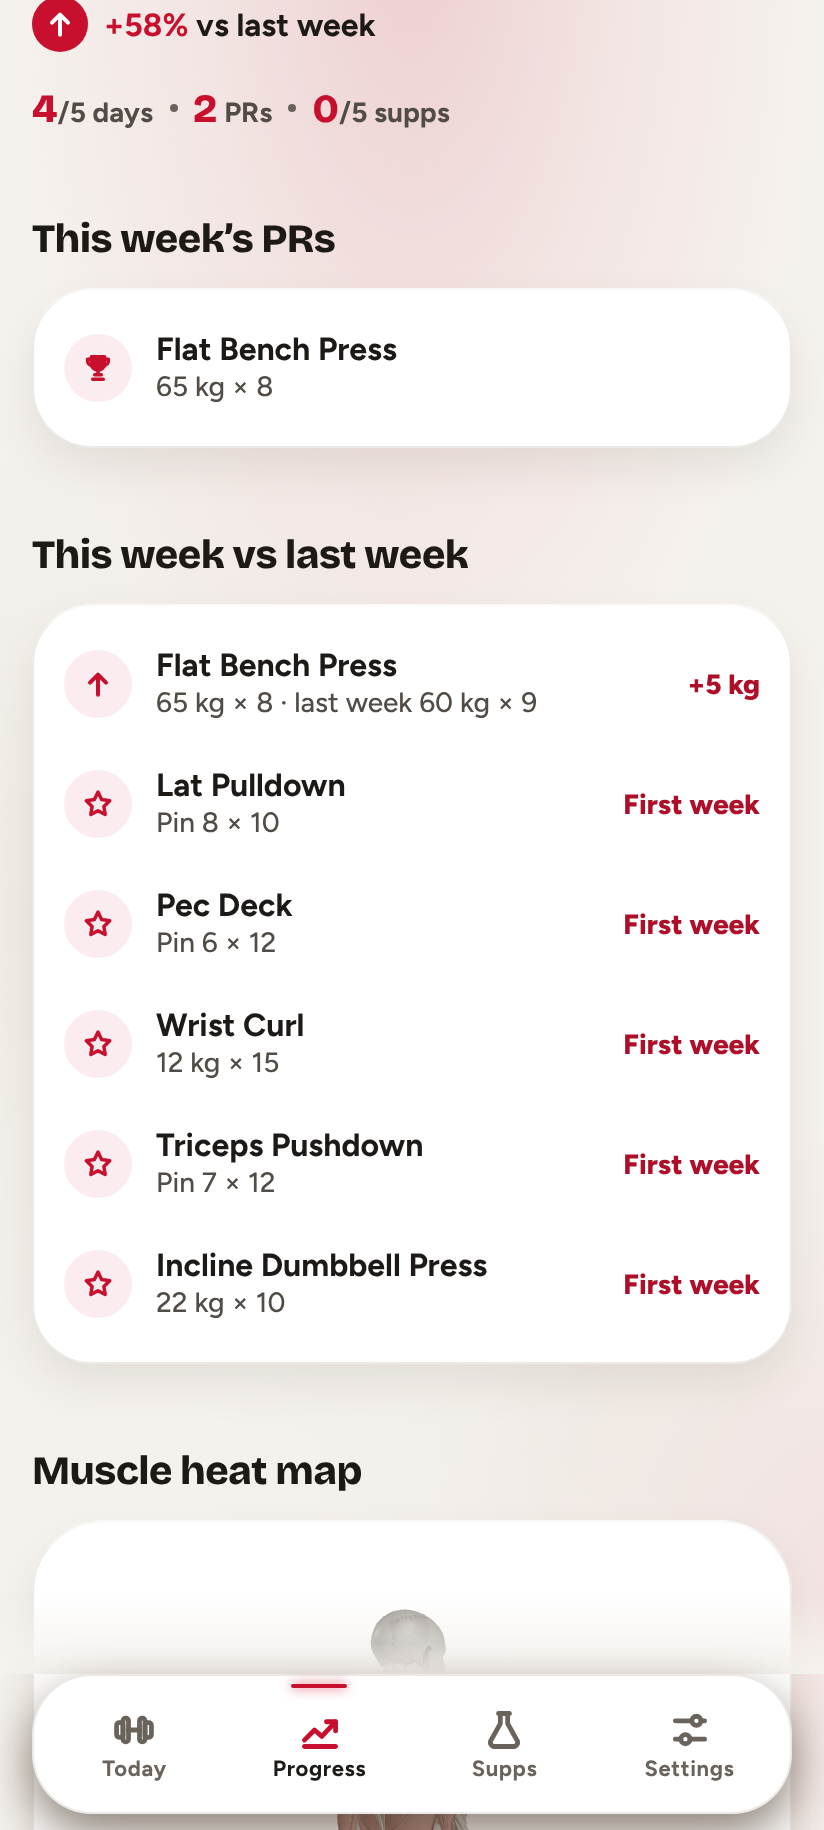 +58% vs last week
4/5 days • 2 PRs • 0/5 supps
This week’s PRs
Flat Bench Press
65 kg × 8
This week vs last week
Flat Bench Press
65 kg × 8 · last week 60 kg × 9
+5 kg
Lat Pulldown
Pin 8 × 10
First week
Pec Deck
Pin 6 × 12
First week
Wrist Curl
12 kg × 15
First week
Triceps Pushdown
Pin 7 × 12
First week
Incline Dumbbell Press
22 kg × 10
First week
Muscle heat map
Today
Progress
Supps
Settings